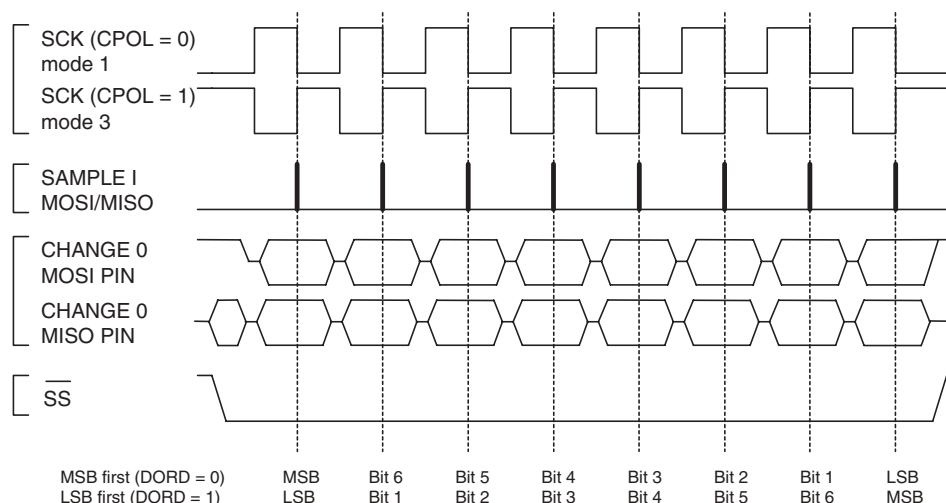 SCK (CPOL = 0)
mode 1
SCK (CPOL = 1)
mode 3
SAMPLE I
MOSI/MISO
CHANGE 0
MOSI PIN
CHANGE 0
MISO PIN
SS
MSB first (DORD = 0) MSB Bit 6 Bit 5 Bit 4 Bit 3 Bit 2 Bit 1 LSB
LSB first (DORD = 1) LSB Bit 1 Bit 2 Bit 3 Bit 4 Bit 5 Bit 6 MSB